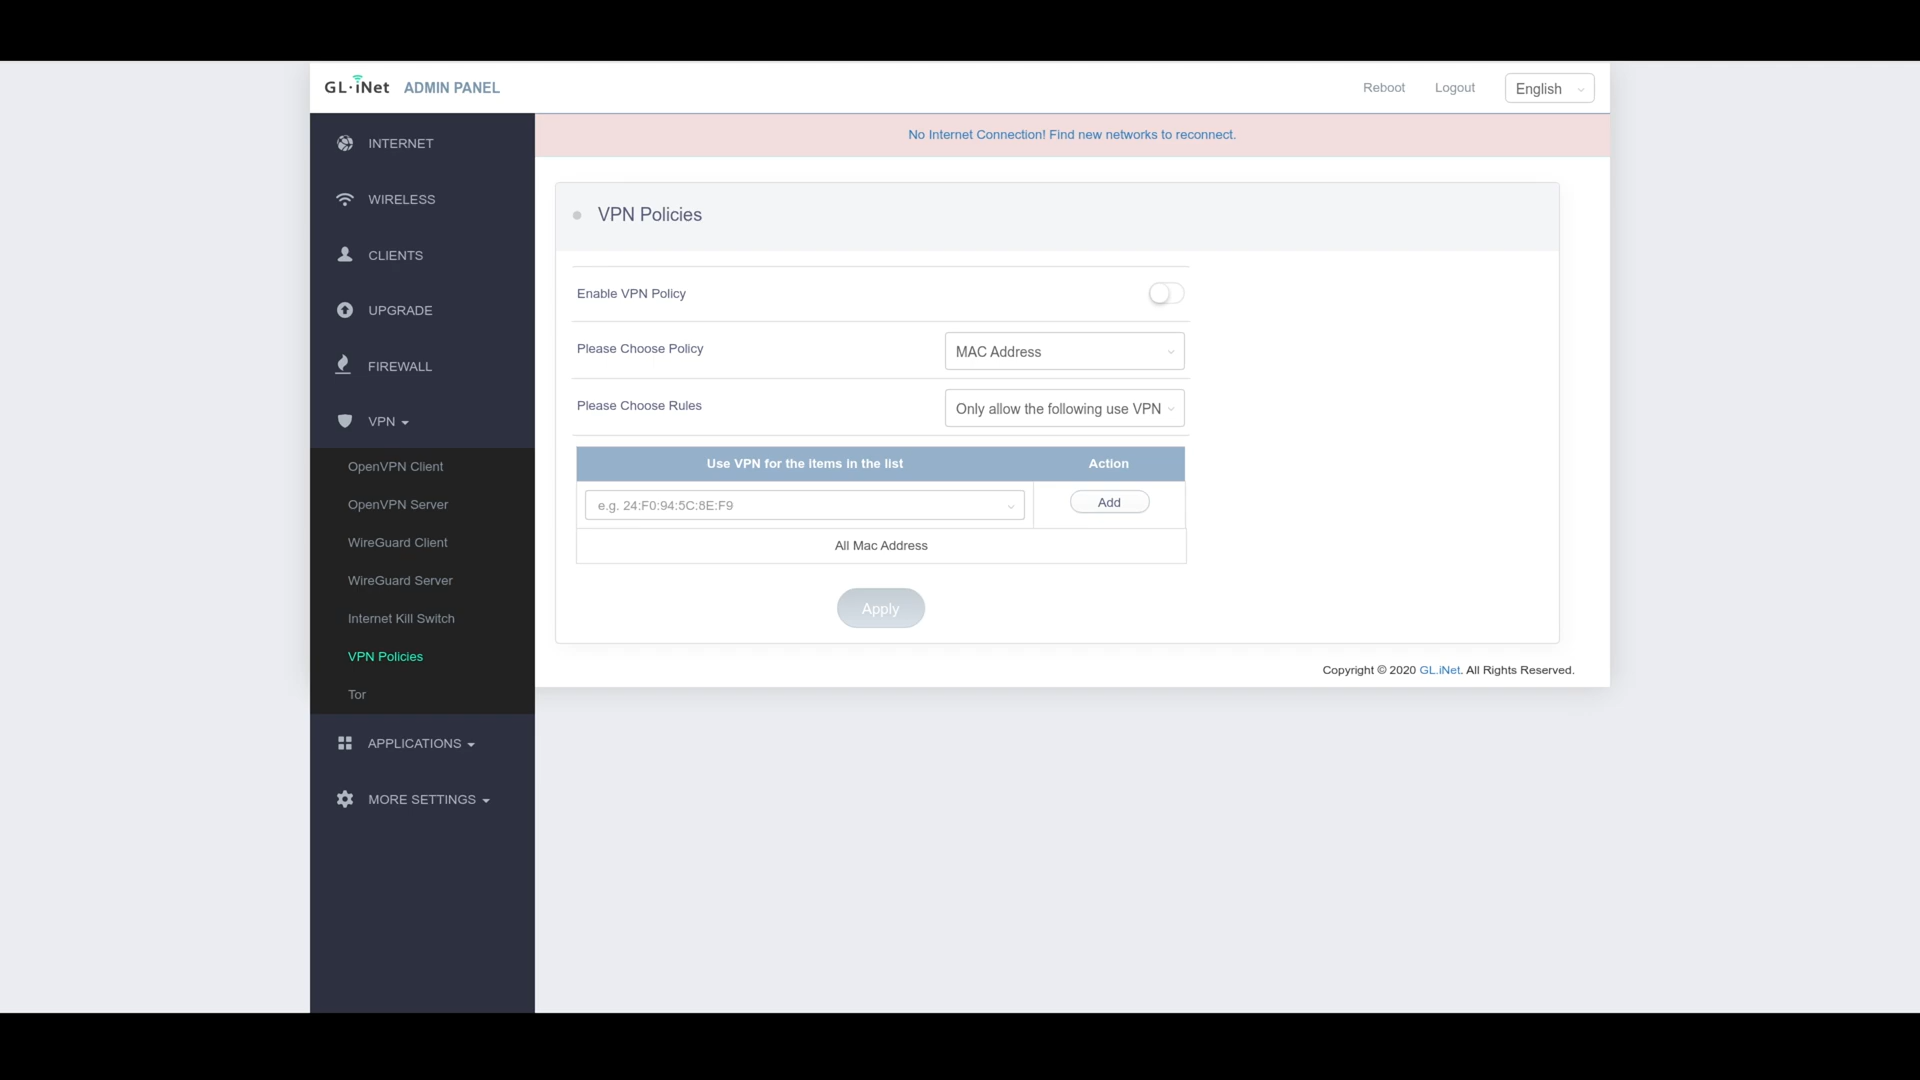 GL·iNet ADMIN PANEL
Reboot
Logout
English
INTERNET
WIRELESS
CLIENTS
UPGRADE
FIREWALL
VPN
OpenVPN Client
OpenVPN Server
WireGuard Client
WireGuard Server
Internet Kill Switch
VPN Policies
Tor
APPLICATIONS
MORE SETTINGS
No Internet Connection! Find new networks to reconnect.
VPN Policies
Enable VPN Policy
Please Choose Policy
MAC Address
Please Choose Rules
Only allow the following use VPN
Use VPN for the items in the list
Action
e.g. 24:F0:94:5C:8E:F9
Add
All Mac Address
Apply
Copyright © 2020 GL.iNet. All Rights Reserved.